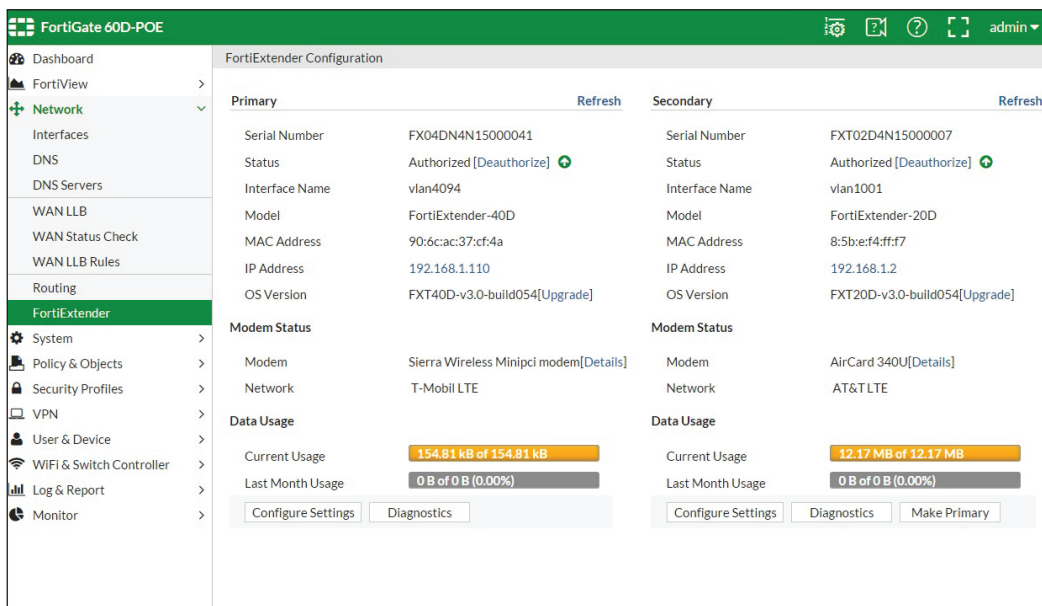 FortiGate 60D-POE
admin
Dashboard
FortiView
Network
Interfaces
DNS
DNS Servers
WAN LLB
WAN Status Check
WAN LLB Rules
Routing
FortiExtender
System
Policy & Objects
Security Profiles
VPN
User & Device
WiFi & Switch Controller
Log & Report
Monitor
FortiExtender Configuration
Primary Refresh
Serial Number FX04DN4N15000041
Status Authorized [Deauthorize]
Interface Name vlan4094
Model FortiExtender-40D
MAC Address 90:6c:ac:37:cf:4a
IP Address 192.168.1.110
OS Version FXT40D-v3.0-build054[Upgrade]
Modem Status
Modem Sierra Wireless Minipci modem[Details]
Network T-Mobil LTE
Data Usage
Current Usage 154.81 kB of 154.81 kB
Last Month Usage 0 B of 0 B (0.00%)
Configure Settings Diagnostics
Secondary Refresh
Serial Number FXT02D4N15000007
Status Authorized [Deauthorize]
Interface Name vlan1001
Model FortiExtender-20D
MAC Address 8:5b:e:f4:ff:f7
IP Address 192.168.1.2
OS Version FXT20D-v3.0-build054[Upgrade]
Modem Status
Modem AirCard 340U[Details]
Network AT&T LTE
Data Usage
Current Usage 12.17 MB of 12.17 MB
Last Month Usage 0 B of 0 B (0.00%)
Configure Settings Diagnostics Make Primary